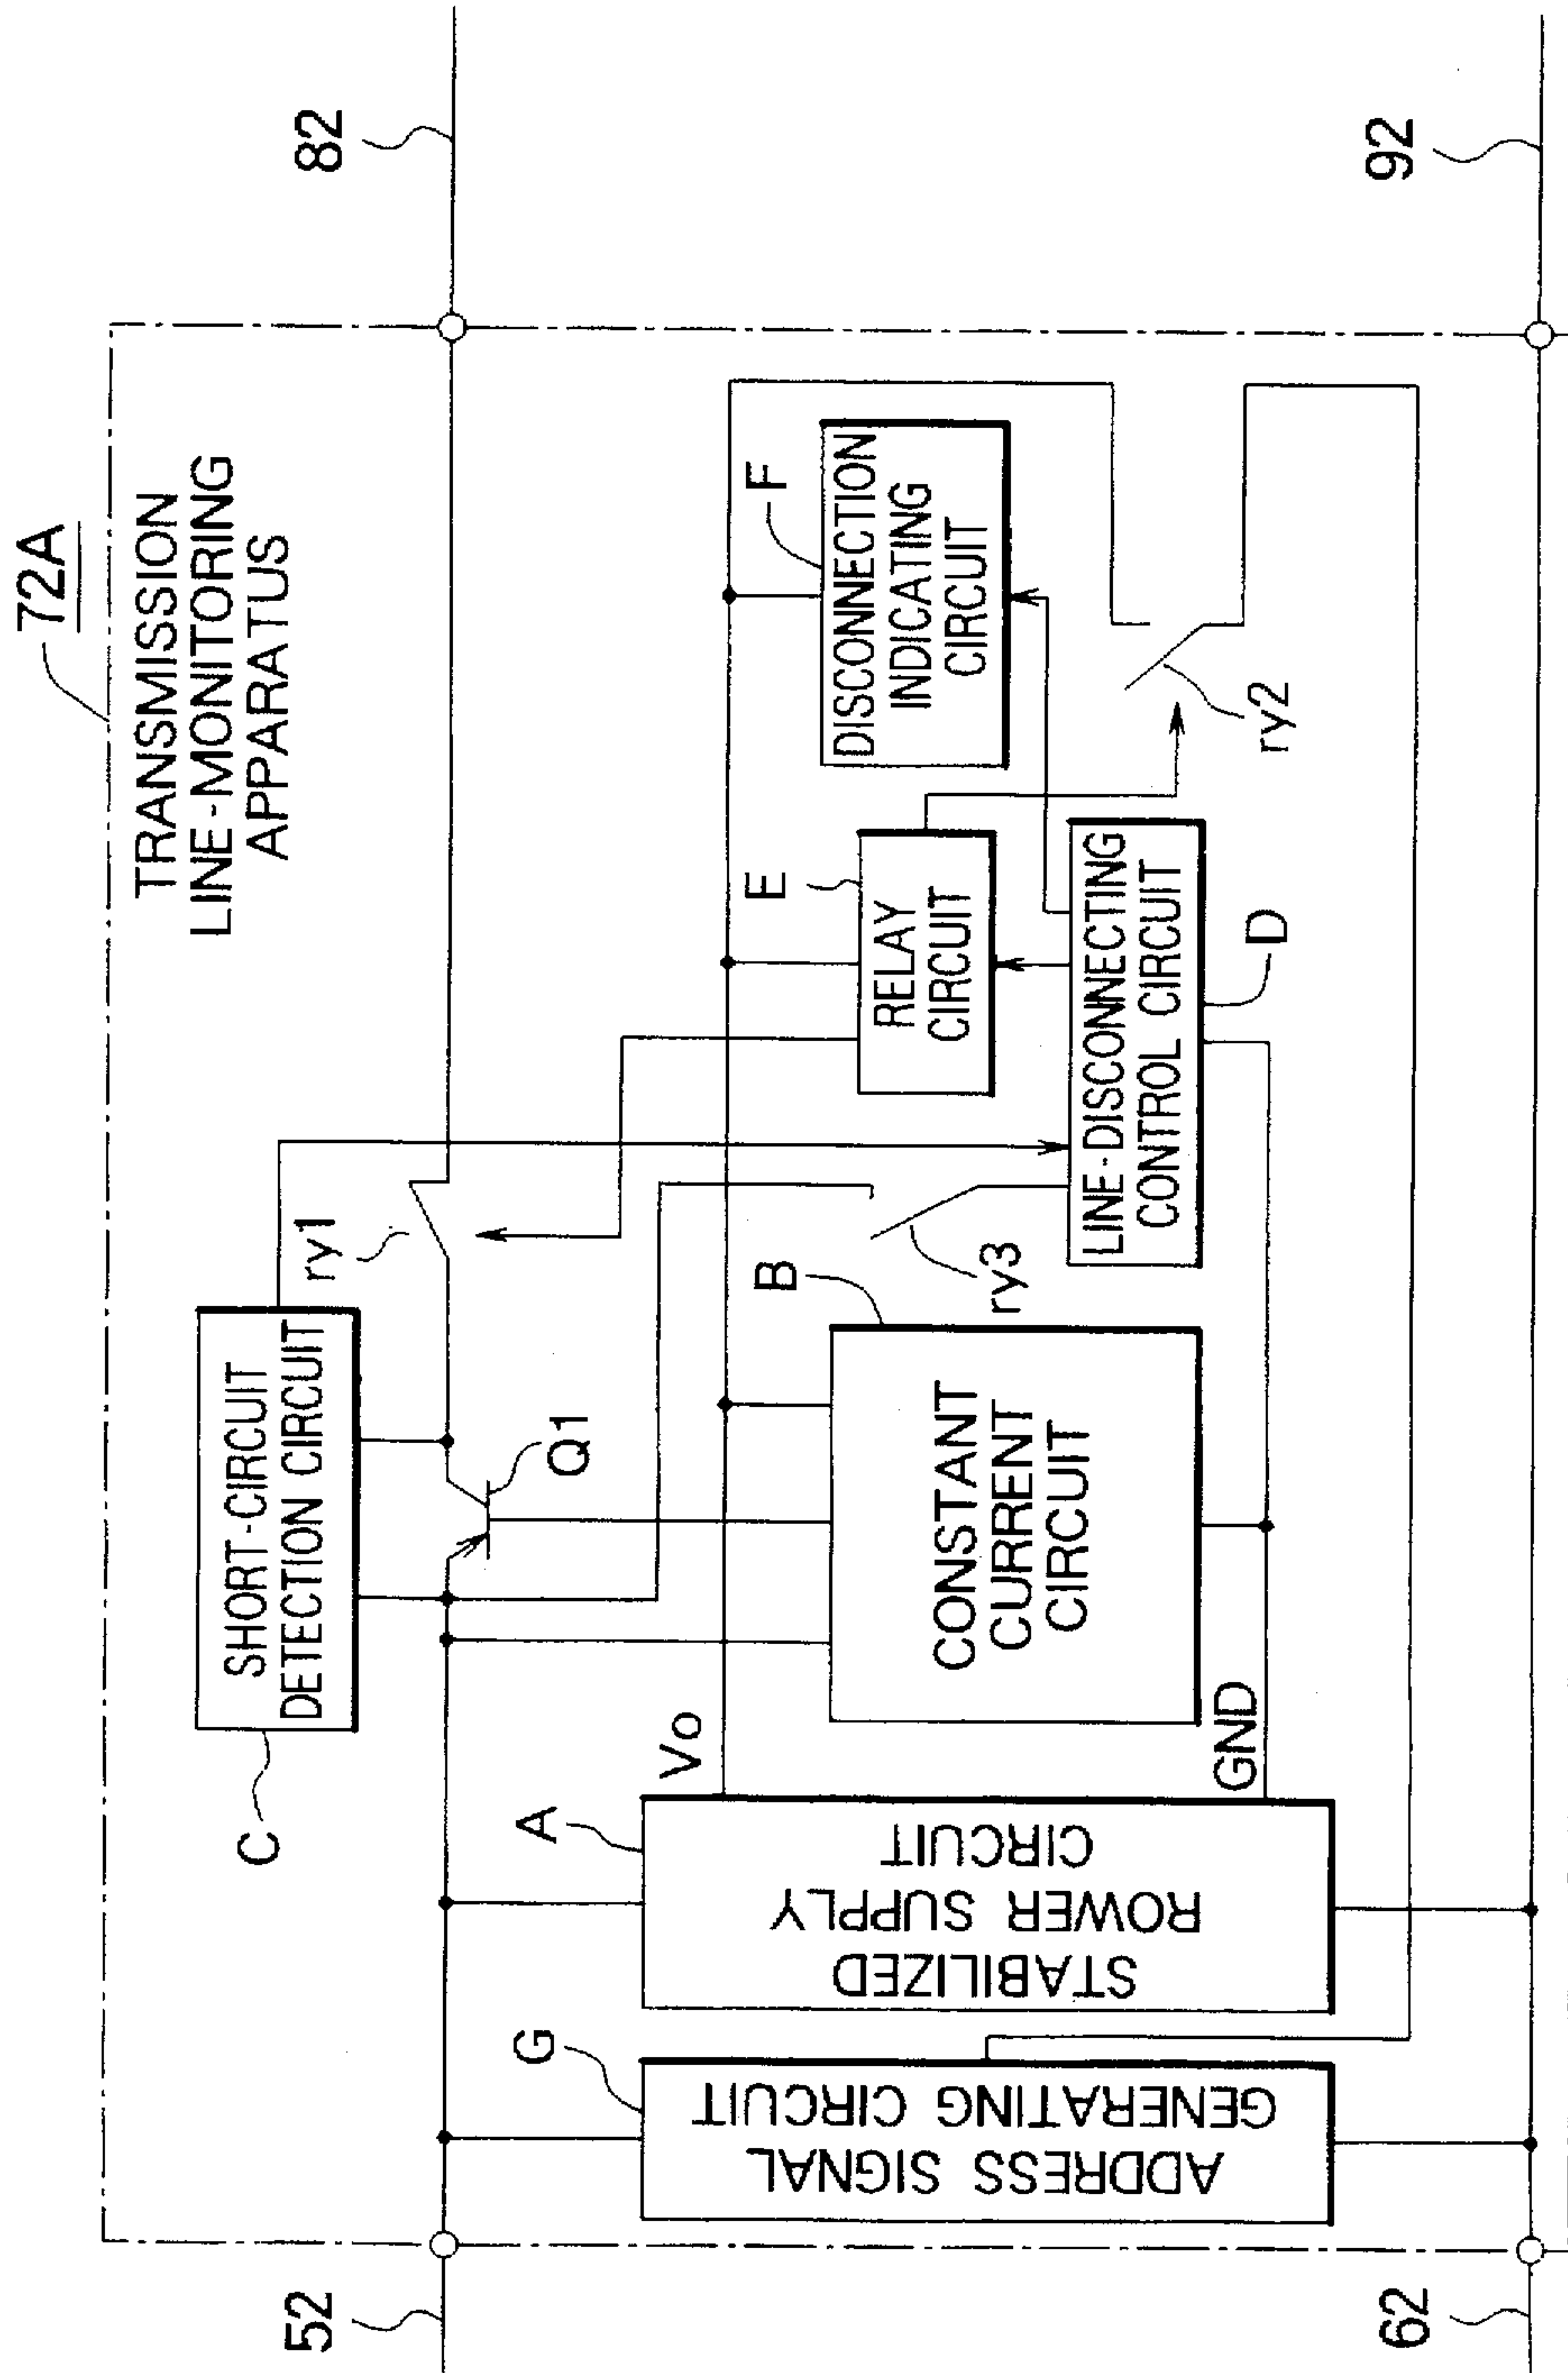 72A
TRANSMISSION
LINE-MONITORING
APPARATUS
52
82
62
92
C
SHORT-CIRCUIT
DETECTION CIRCUIT
ry1
Q1
G
ADDRESS SIGNAL
GENERATING CIRCUIT
A
STABILIZED
ROWER SUPPLY
CIRCUIT
Vo
GND
B
CONSTANT
CURRENT
CIRCUIT
ry3
E
RELAY
CIRCUIT
F
DISCONNECTION
INDICATING
CIRCUIT
LINE-DISCONNECTING
CONTROL CIRCUIT
D
ry2